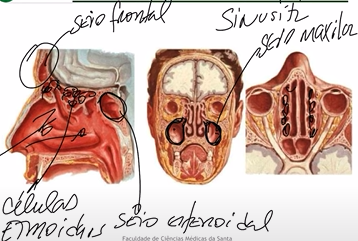 seio frontal
sinusite
seio maxilar
células
ETMOIDAIS
seio esfenoidal
Faculdade de Ciências Médicas da Santa